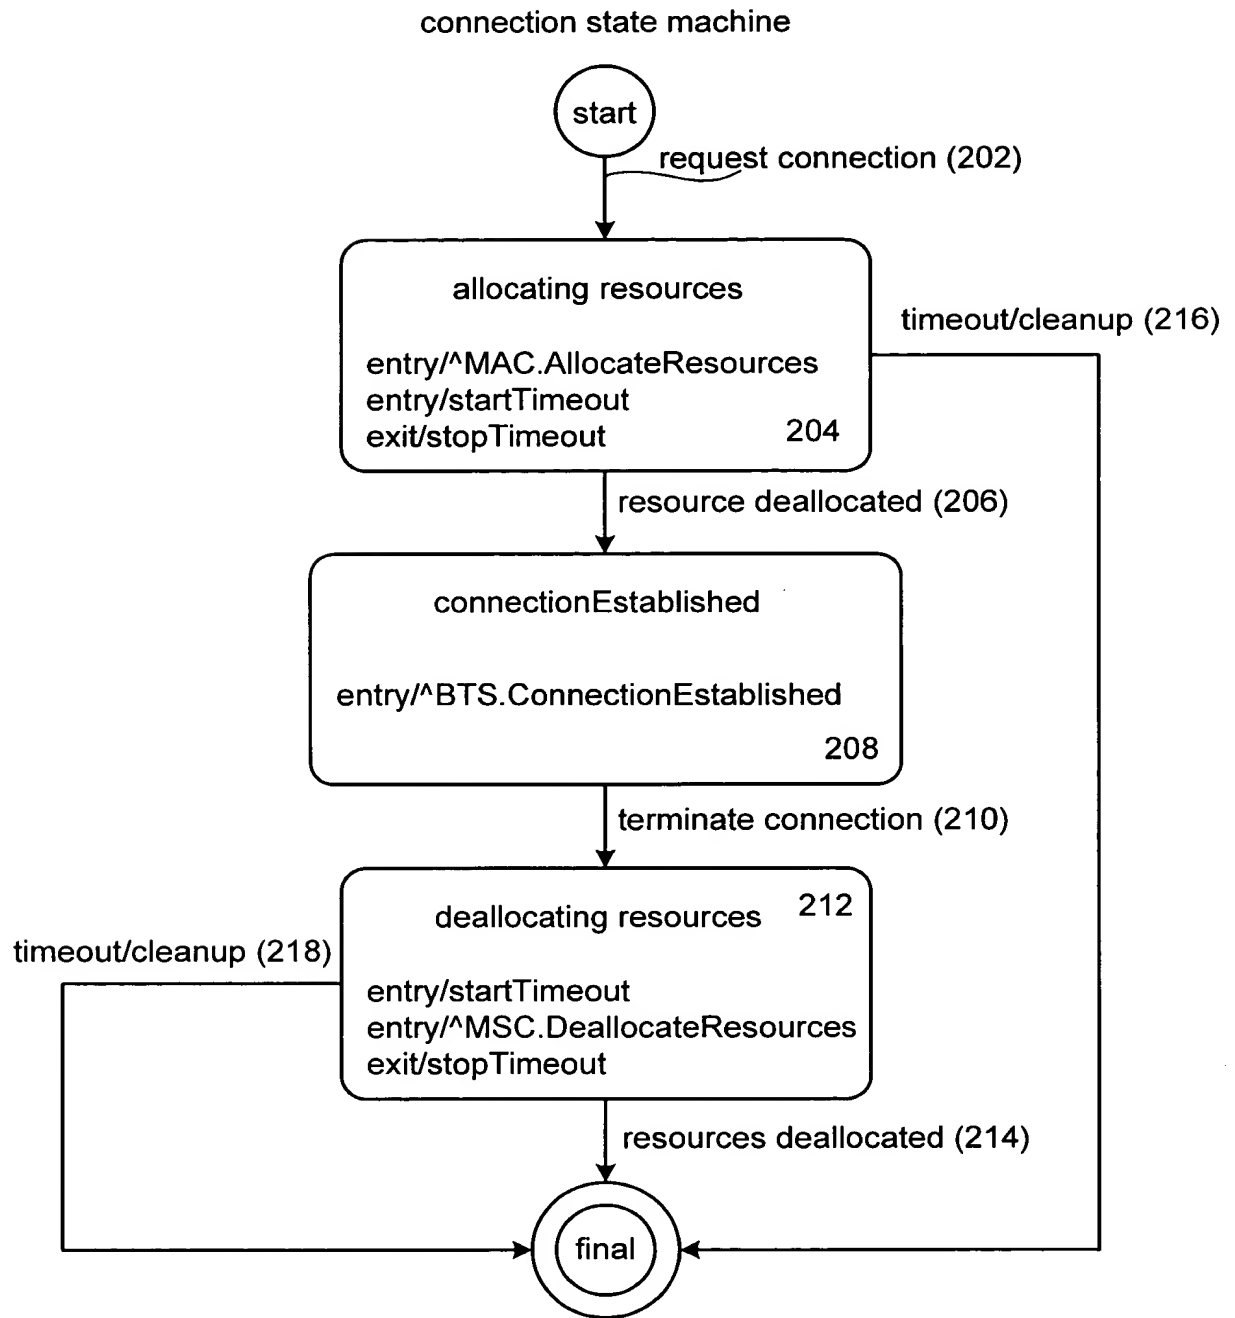 connection state machine
start
request connection (202)
allocating resources
timeout/cleanup (216)
entry/^MAC.AllocateResources
entry/startTimeout
exit/stopTimeout
204
resource deallocated (206)
connectionEstablished
entry/^BTS.ConnectionEstablished
208
terminate connection (210)
212
deallocating resources
timeout/cleanup (218)
entry/startTimeout
entry/^MSC.DeallocateResources
exit/stopTimeout
resources deallocated (214)
final